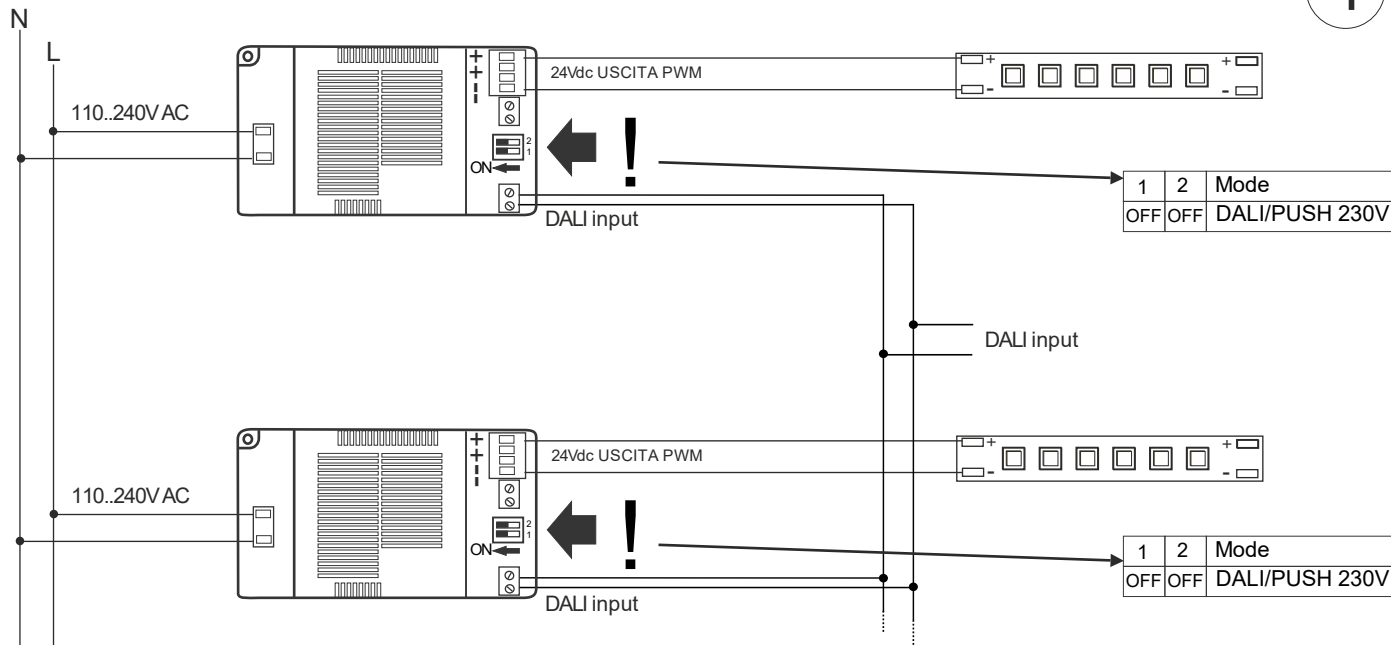 N
L
110..240V AC
+
+
-
-
24Vdc USCITA PWM
+
-
+
-
2
1
ON
!
DALI input
1 2 Mode
OFF OFF DALI/PUSH 230V
DALI input
110..240V AC
+
+
-
-
24Vdc USCITA PWM
+
-
+
-
2
1
ON
!
DALI input
1 2 Mode
OFF OFF DALI/PUSH 230V